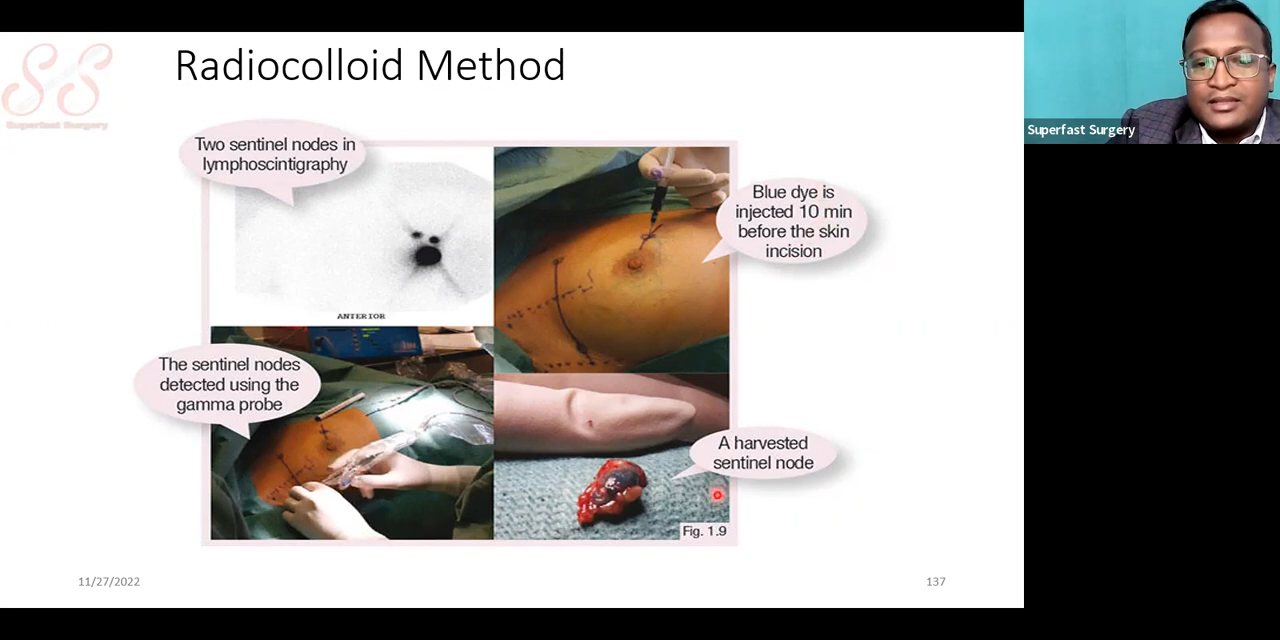 Radiocolloid Method
Superfast Surgery
Two sentinel nodes in
lymphoscintigraphy
ANTERIOR
Blue dye is
injected 10 min
before the skin
incision
The sentinel nodes
detected using the
gamma probe
A harvested
sentinel node
Fig. 1.9
11/27/2022
137
Superfast Surgery